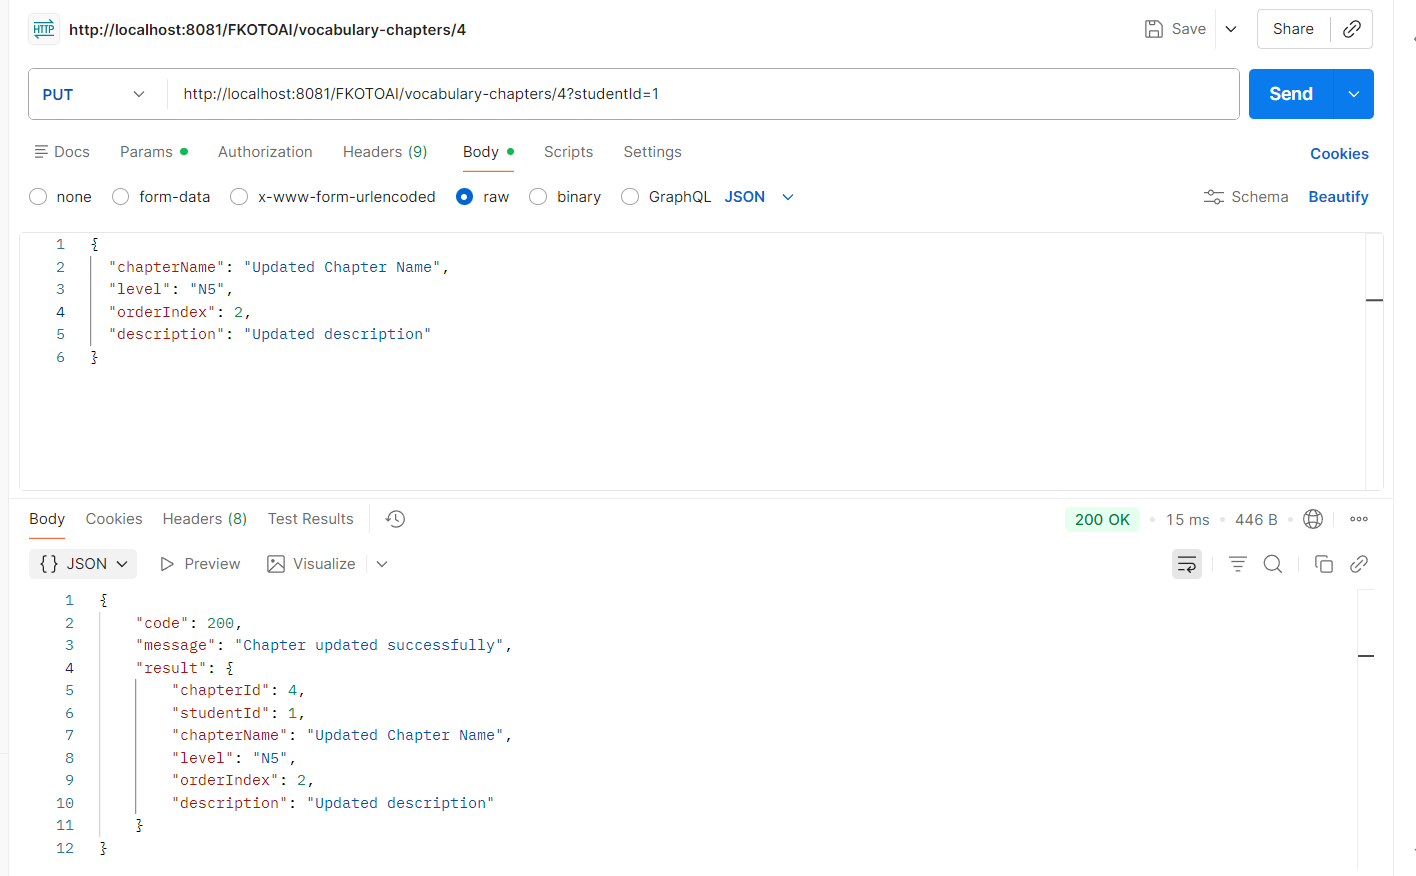 HTTP http://localhost:8081/FKOTOAI/vocabulary-chapters/4 Save Share
PUT http://localhost:8081/FKOTOAI/vocabulary-chapters/4?studentId=1 Send
Docs Params Authorization Headers (9) Body Scripts Settings Cookies
none form-data x-www-form-urlencoded raw binary GraphQL JSON Schema Beautify
1 {
2 "chapterName": "Updated Chapter Name",
3 "level": "N5",
4 "orderIndex": 2,
5 "description": "Updated description"
6 }
Body Cookies Headers (8) Test Results 200 OK 15 ms 446 B
{} JSON Preview Visualize
1 {
2 "code": 200,
3 "message": "Chapter updated successfully",
4 "result": {
5 "chapterId": 4,
6 "studentId": 1,
7 "chapterName": "Updated Chapter Name",
8 "level": "N5",
9 "orderIndex": 2,
10 "description": "Updated description"
11 }
12 }